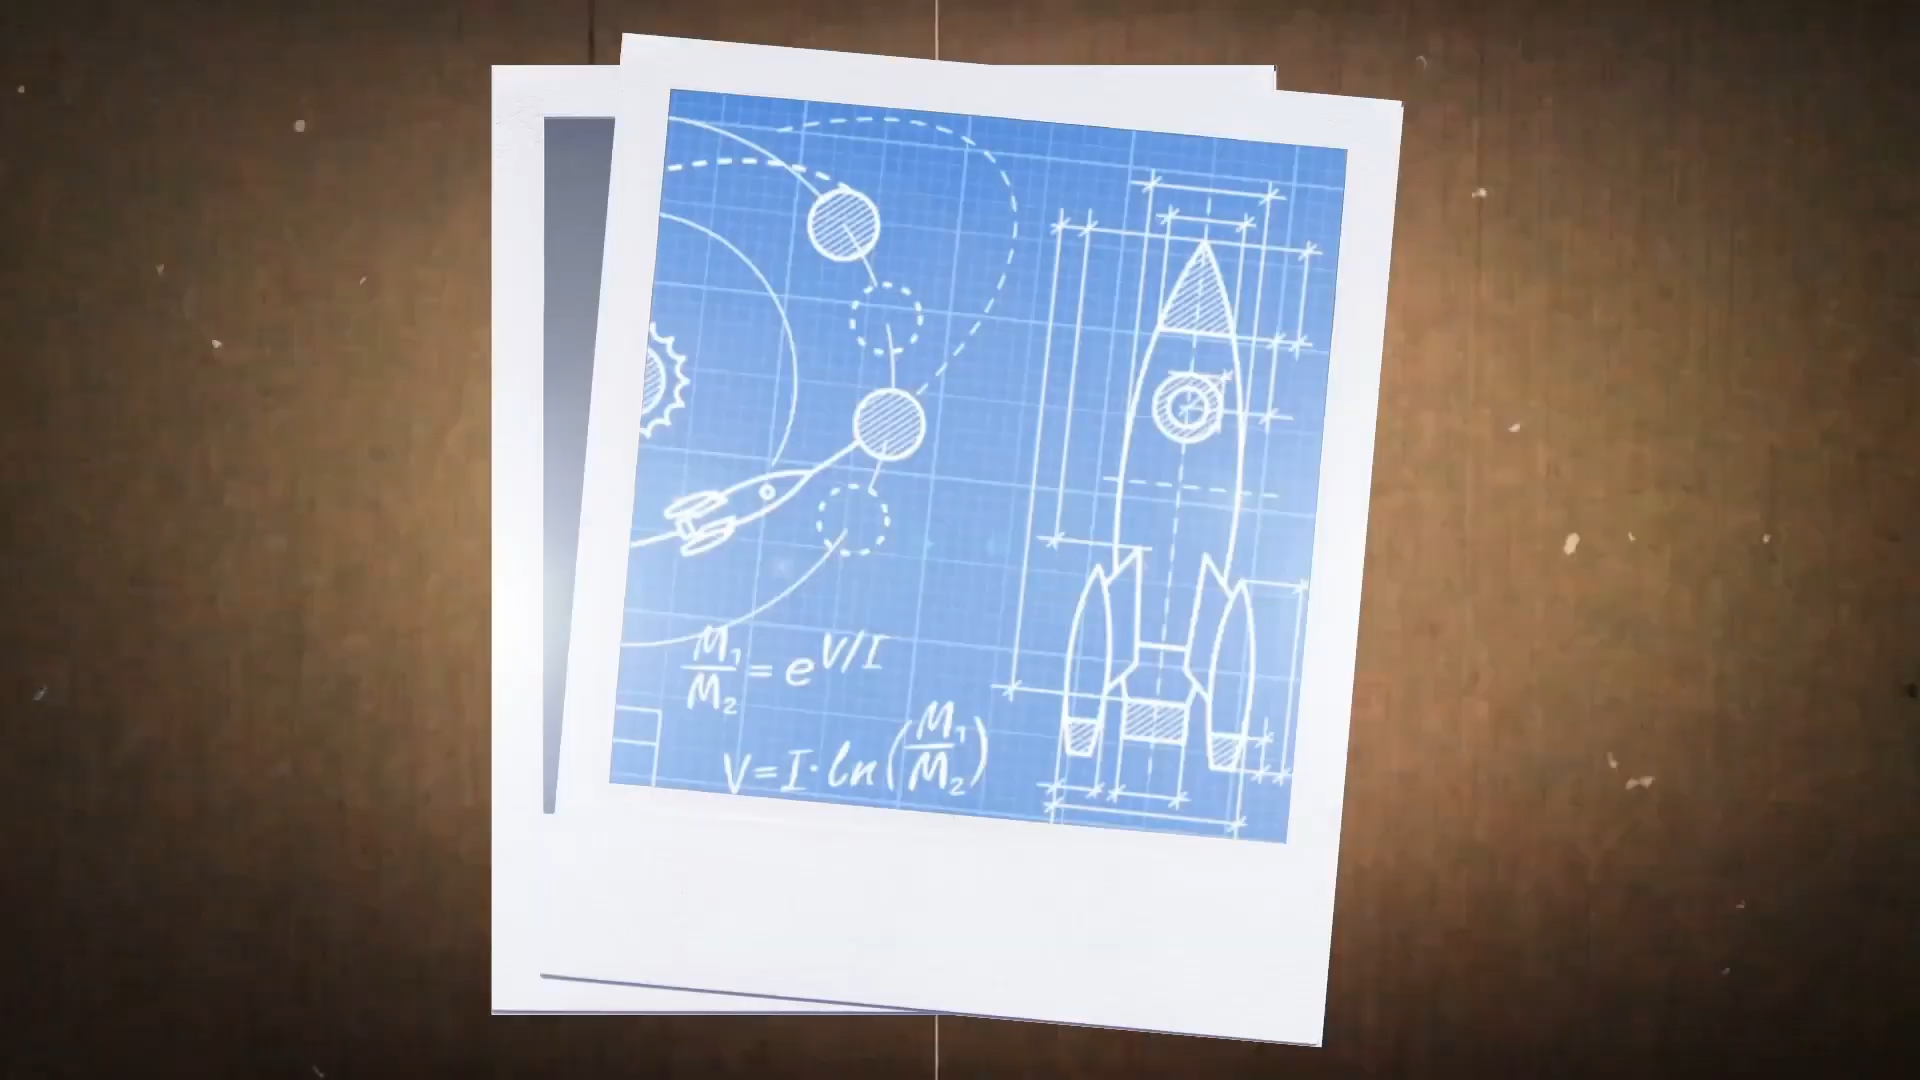 M₁/M₂ = e^V/I
V = I · ln(M₁/M₂)